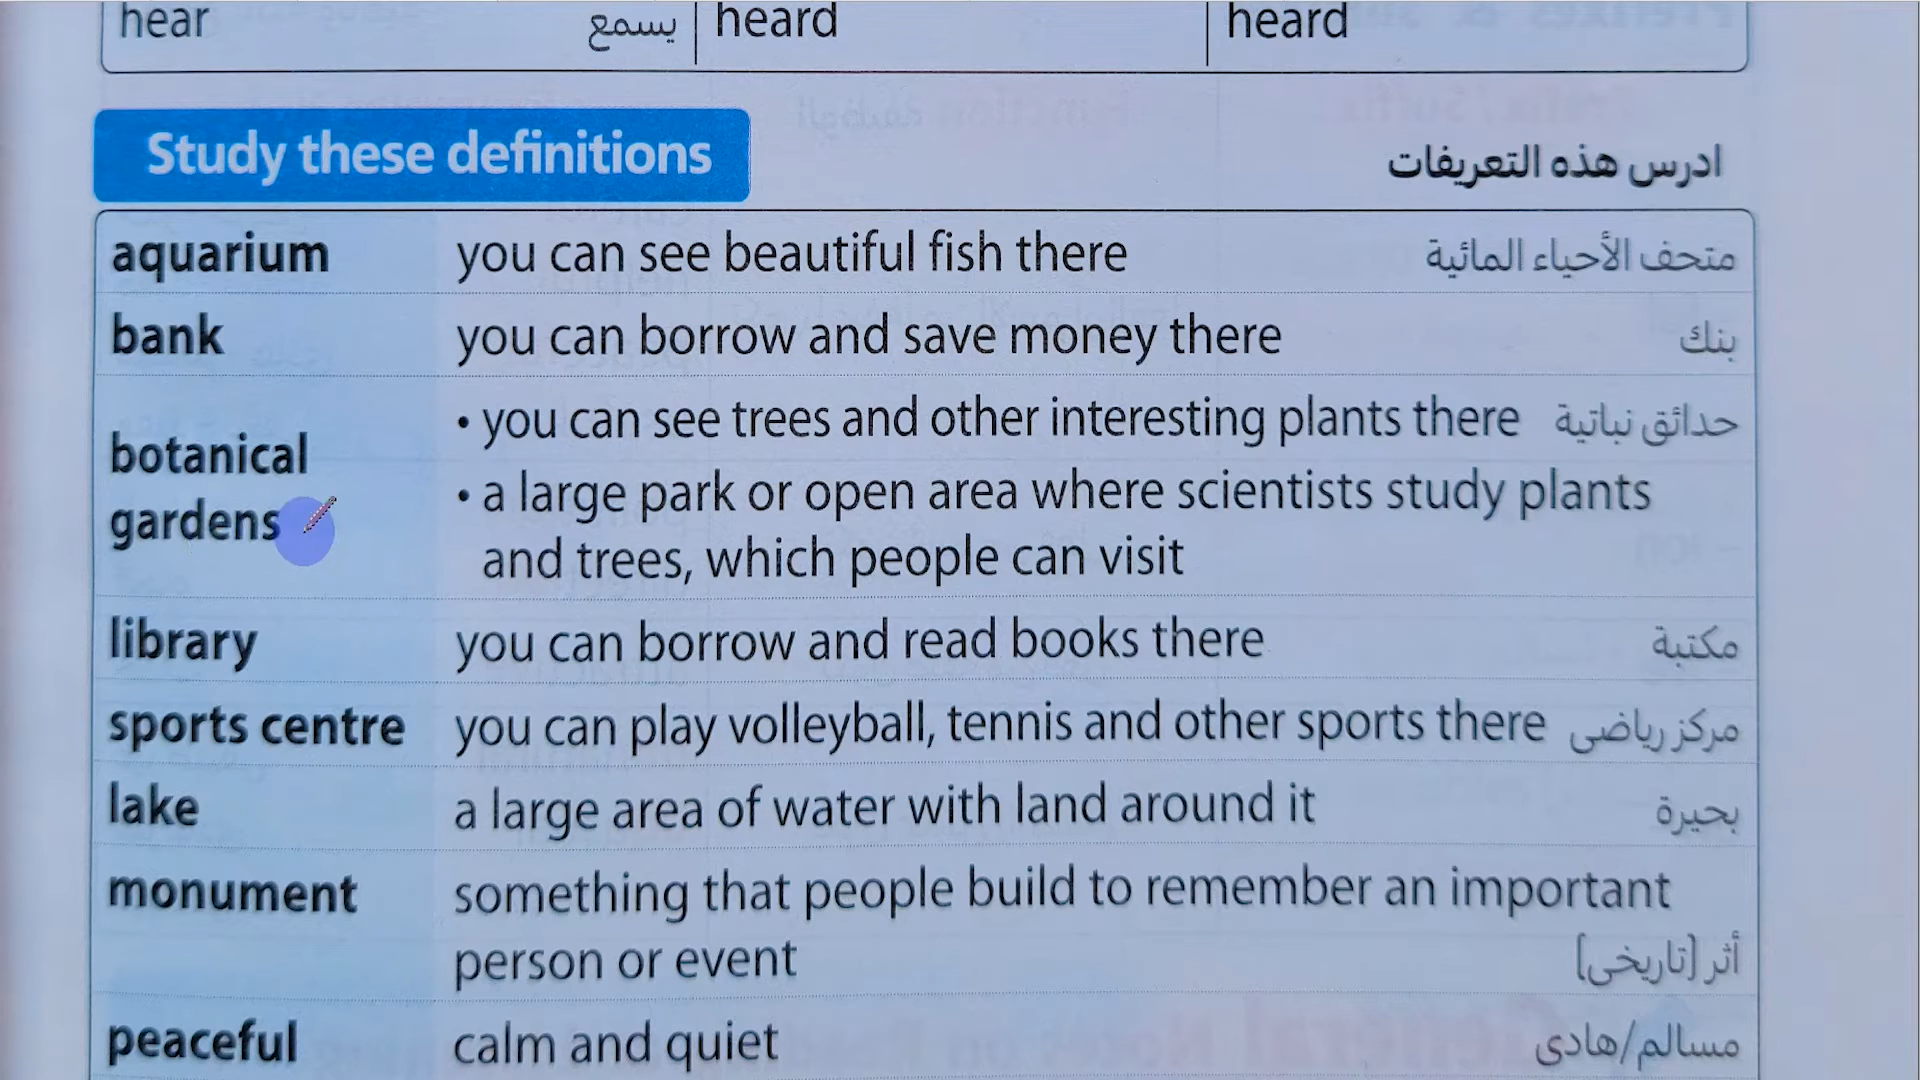 hear يسمع heard heard
Study these definitions ادرس هذه التعريفات
aquarium you can see beautiful fish there متحف الأحياء المائية
bank you can borrow and save money there بنك
botanical gardens
• you can see trees and other interesting plants there حدائق نباتية
• a large park or open area where scientists study plants
and trees, which people can visit
library you can borrow and read books there مكتبة
sports centre you can play volleyball, tennis and other sports there مركز رياضى
lake a large area of water with land around it بحيرة
monument something that people build to remember an important
person or event أثر [تاريخى]
peaceful calm and quiet مسالم/هادى